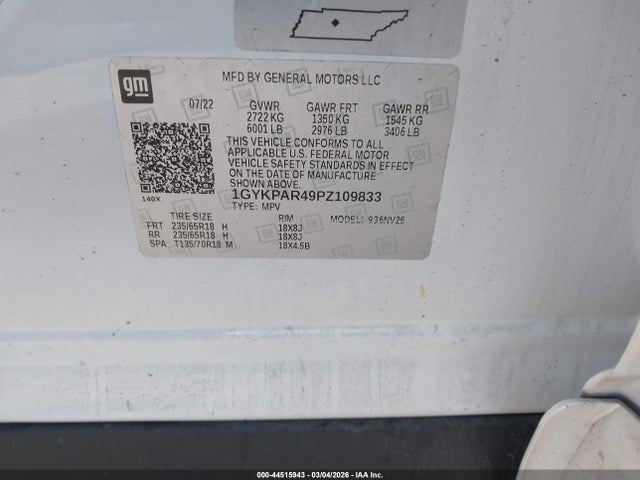 gm
MFD BY GENERAL MOTORS LLC
07/22 GVWR GAWR FRT GAWR RR
2722 KG 1350 KG 1545 KG
6001 LB 2976 LB 3406 LB
THIS VEHICLE CONFORMS TO ALL
APPLICABLE U.S. FEDERAL MOTOR
VEHICLE SAFETY STANDARDS IN EFFECT
ON THE DATE OF MANUFACTURE
SHOWN ABOVE.
140X
1GYKPAR49PZ109833
TYPE: MPV MODEL: 936NV26
TIRE SIZE RIM
FRT 235/65R18 H 18X8J
RR 235/65R18 H 18X8J
SPA T135/70R18 M 18X4.5B
000-44515943 - 03/04/2026 - IAA Inc.